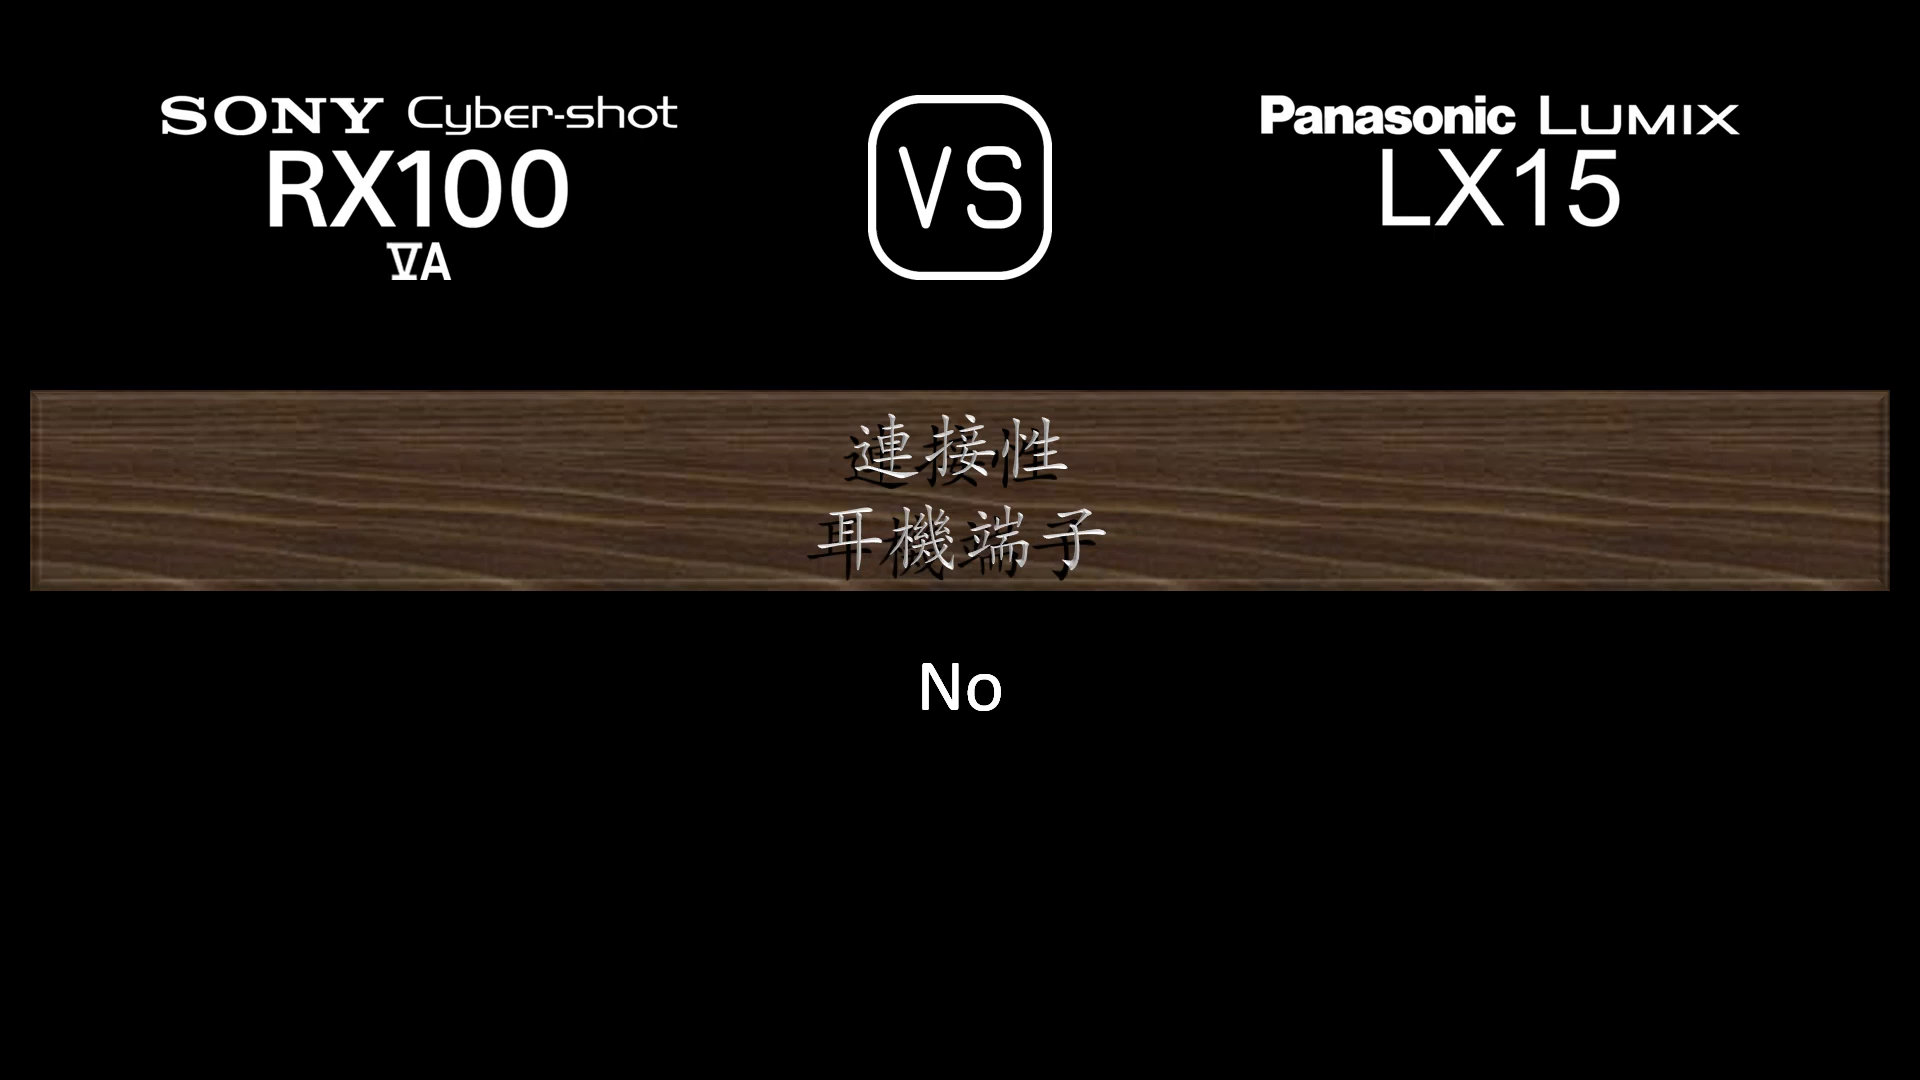 SONY Cyber-shot
RX100
VA
VS
Panasonic LUMIX
LX15
連接性
耳機端子
No